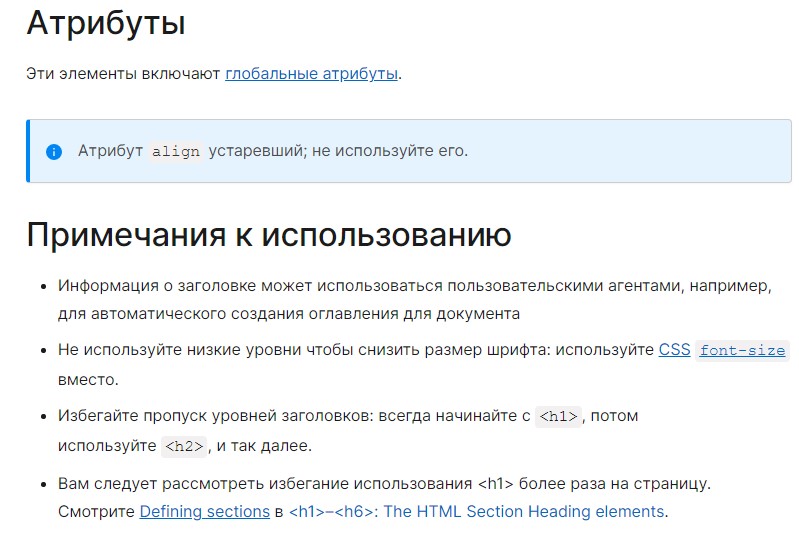 Атрибуты
Эти элементы включают глобальные атрибуты.
Атрибут align устаревший; не используйте его.
Примечания к использованию
• Информация о заголовке может использоваться пользовательскими агентами, например,
для автоматического создания оглавления для документа
• Не используйте низкие уровни чтобы снизить размер шрифта: используйте CSS font-size
вместо.
• Избегайте пропуск уровней заголовков: всегда начинайте с <h1>, потом
используйте <h2>, и так далее.
• Вам следует рассмотреть избегание использования <h1> более раза на страницу.
Смотрите Defining sections в <h1>–<h6>: The HTML Section Heading elements.